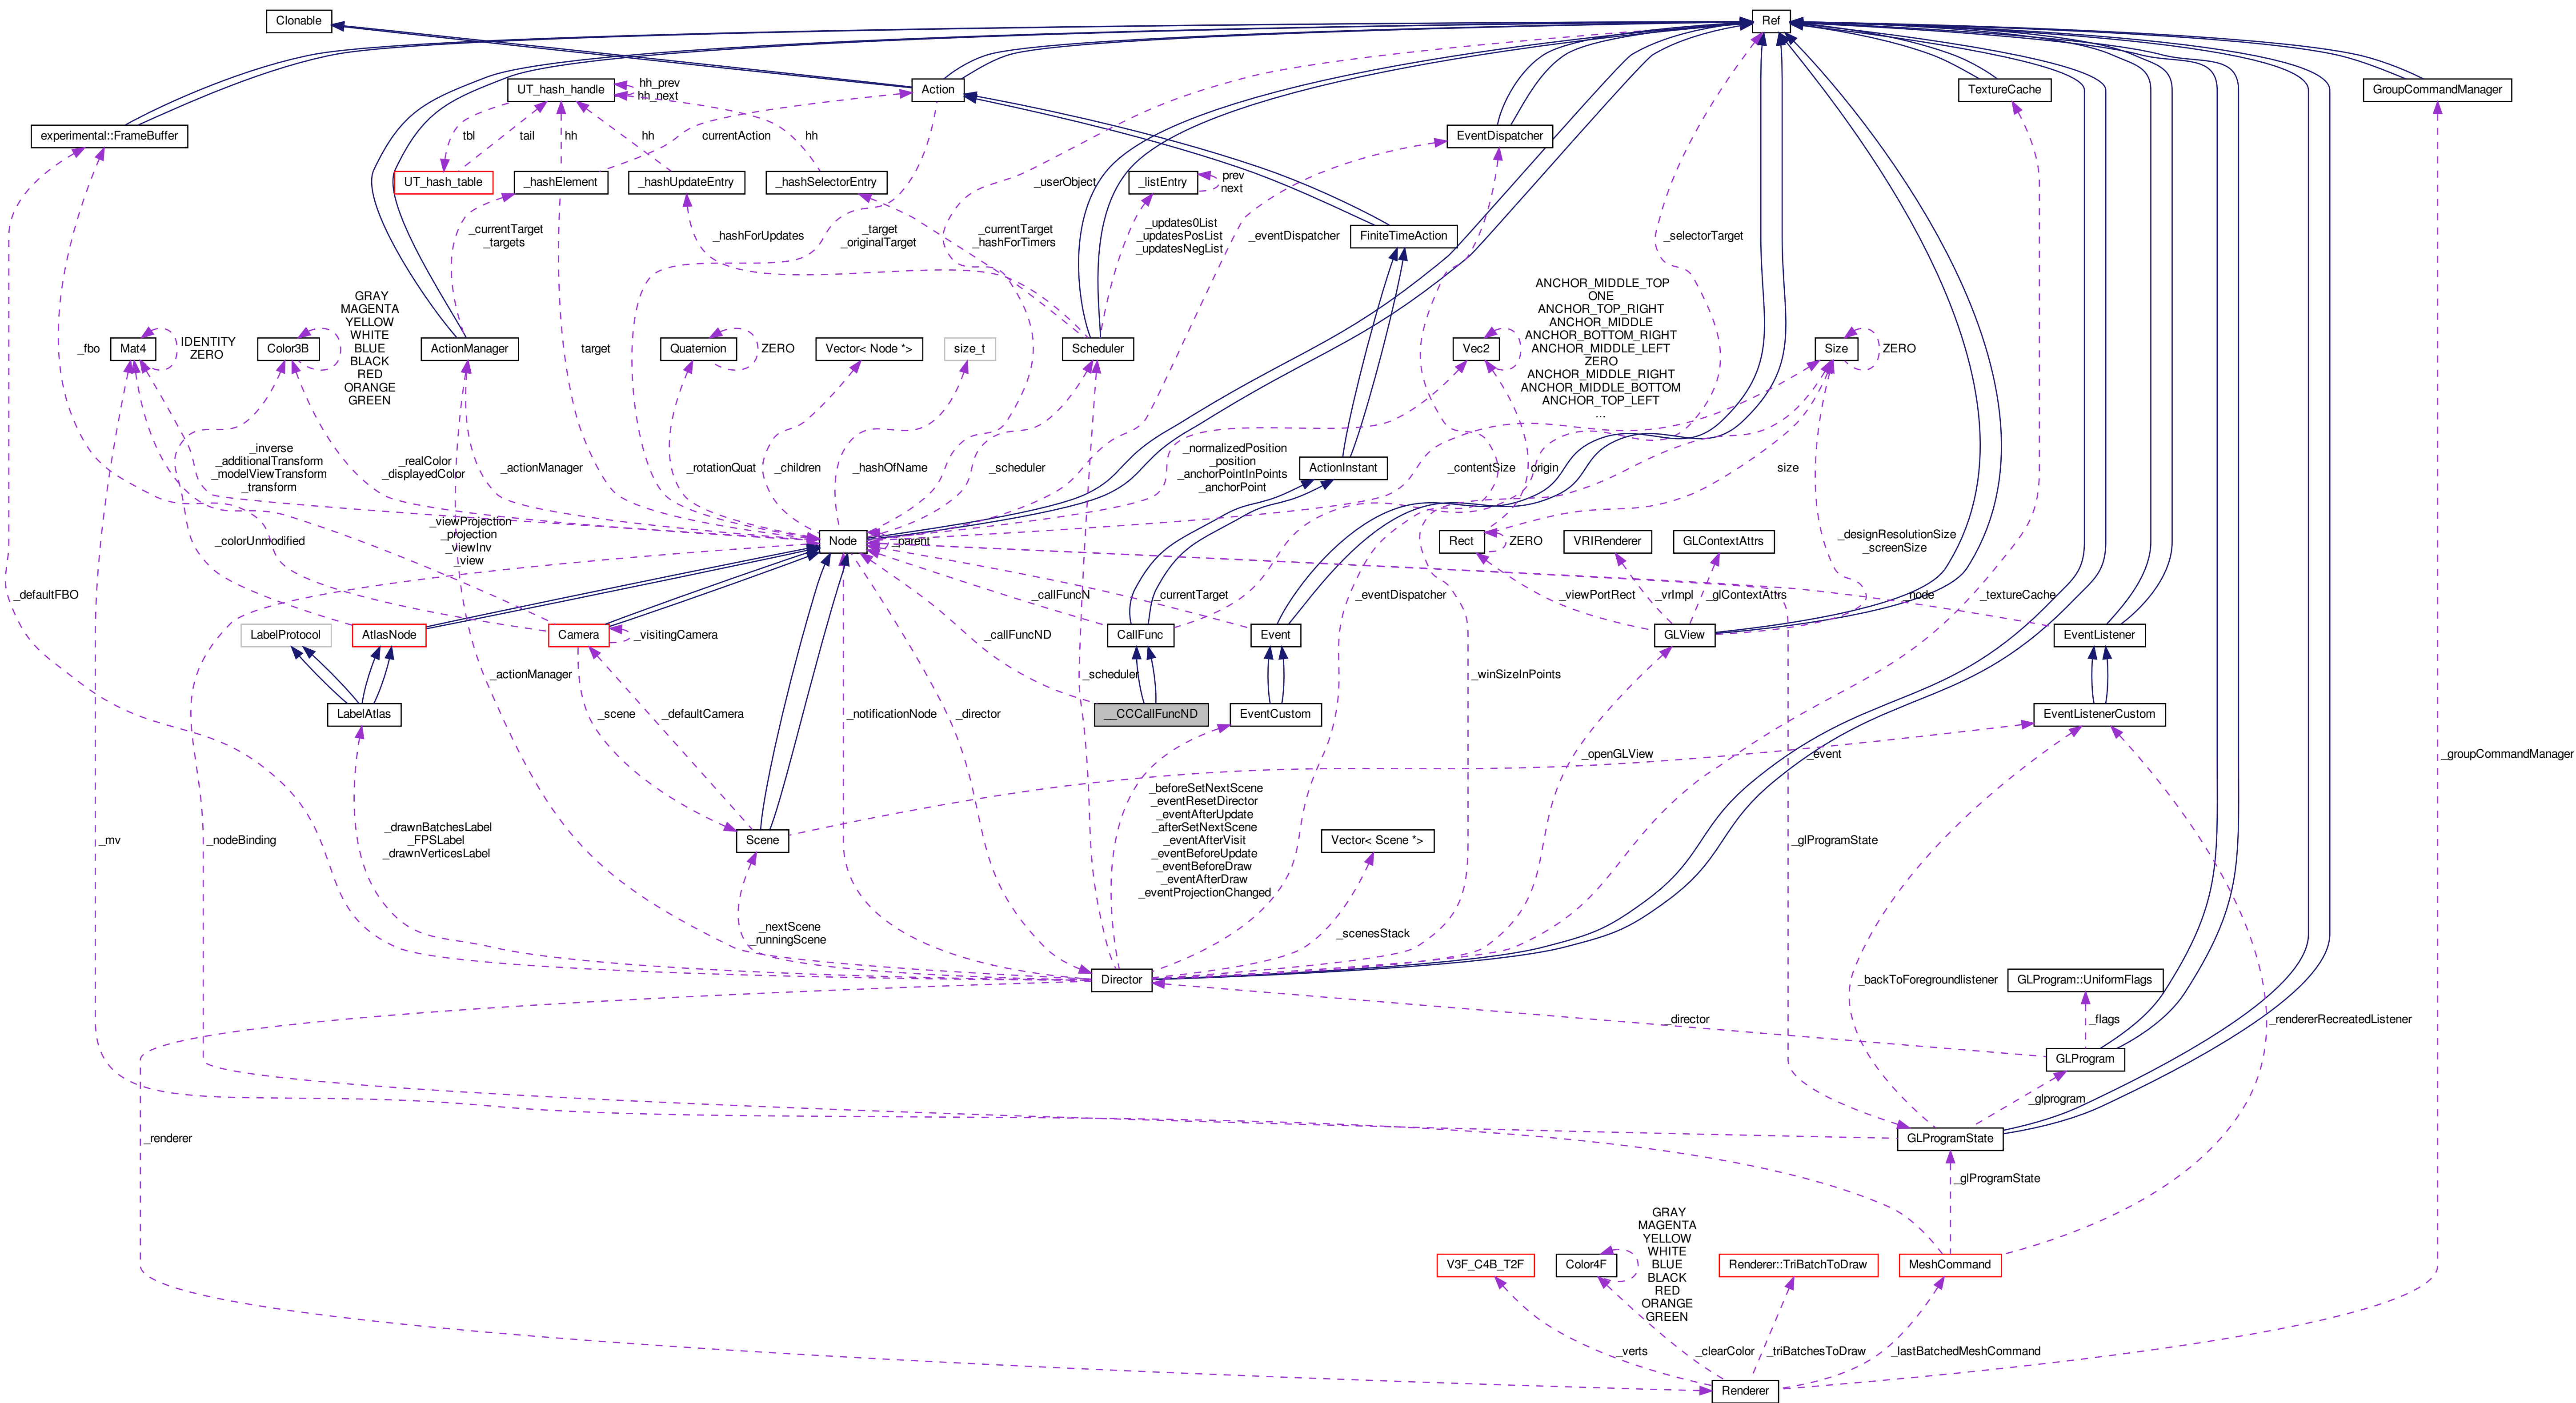 Clonable
Ref
UT_hash_handle
hh_prev
hh_next
Action
TextureCache
GroupCommandManager
experimental::FrameBuffer
tbl
tail
hh
hh
currentAction
hh
EventDispatcher
UT_hash_table
_hashElement
_hashUpdateEntry
_hashSelectorEntry
_userObject
_listEntry
prev
next
_currentTarget
_targets
_hashForUpdates
_target
_originalTarget
_currentTarget
_hashForTimers
_updates0List
_updatesPosList
_updatesNegList
_eventDispatcher
FiniteTimeAction
_selectorTarget
GRAY
MAGENTA
YELLOW
WHITE
BLUE
BLACK
RED
ORANGE
GREEN
ANCHOR_MIDDLE_TOP
ONE
ANCHOR_TOP_RIGHT
ANCHOR_MIDDLE
ANCHOR_BOTTOM_RIGHT
ANCHOR_MIDDLE_LEFT
ZERO
ANCHOR_MIDDLE_RIGHT
ANCHOR_MIDDLE_BOTTOM
ANCHOR_TOP_LEFT
...
_fbo
Mat4
IDENTITY
ZERO
Color3B
ActionManager
target
Quaternion
ZERO
Vector< Node *>
size_t
Scheduler
Vec2
Size
ZERO
_inverse
_additionalTransform
_modelViewTransform
_transform
_realColor
_displayedColor
_actionManager
_rotationQuat
_children
_hashOfName
_scheduler
_normalizedPosition
_position
_anchorPointInPoints
_anchorPoint
ActionInstant
_contentSize
origin
size
_colorUnmodified
_viewProjection
_projection
_viewInv
_view
Node
_parent
Rect
ZERO
VRIRenderer
GLContextAttrs
_designResolutionSize
_screenSize
_defaultFBO
_callFuncN
_currentTarget
_eventDispatcher
_viewPortRect
_vrImpl
_glContextAttrs
_node
_textureCache
LabelProtocol
AtlasNode
Camera
_visitingCamera
_callFuncND
CallFunc
Event
GLView
EventListener
_actionManager
_scheduler
_winSizeInPoints
LabelAtlas
_scene
_defaultCamera
_notificationNode
_director
__CCCallFuncND
EventCustom
EventListenerCustom
_openGLView
_event
_groupCommandManager
_mv
_nodeBinding
_drawnBatchesLabel
_FPSLabel
_drawnVerticesLabel
Scene
_beforeSetNextScene
_eventResetDirector
_eventAfterUpdate
_afterSetNextScene
_eventAfterVisit
_eventBeforeUpdate
_eventBeforeDraw
_eventAfterDraw
_eventProjectionChanged
Vector< Scene *>
_glProgramState
_nextScene
_runningScene
_scenesStack
Director
_backToForegroundlistener
GLProgram::UniformFlags
_director
_flags
_rendererRecreatedListener
GLProgram
_glprogram
_renderer
GLProgramState
_glProgramState
GRAY
MAGENTA
YELLOW
WHITE
BLUE
BLACK
RED
ORANGE
GREEN
V3F_C4B_T2F
Color4F
Renderer::TriBatchToDraw
MeshCommand
_verts
_clearColor
_triBatchesToDraw
_lastBatchedMeshCommand
Renderer